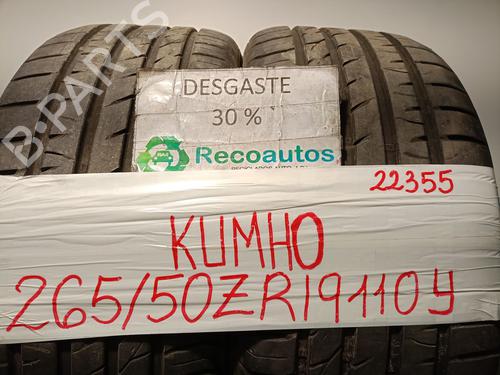 B-PARTS
DESGASTE
30 %
Recoautos
22355
KUMHO
265/50ZR19110Y